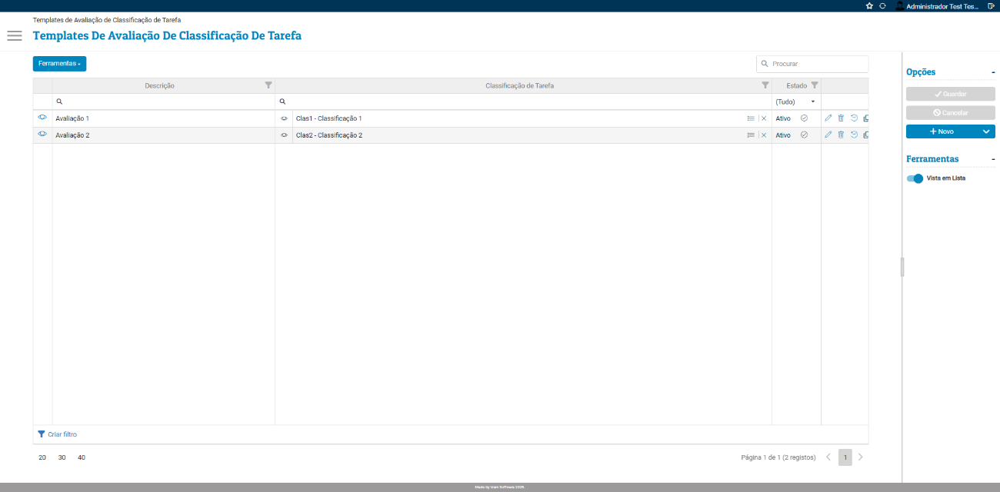 Administrador Test Tes...
Templates de Avaliação de Classificação de Tarefa
Templates De Avaliação De Classificação De Tarefa
Ferramentas
Procurar
Descrição
Classificação de Tarefa
Estado
(Tudo)
Avaliação 1
Clas1 - Classificação 1
Ativo
Avaliação 2
Clas2 - Classificação 2
Ativo
Criar filtro
20 30 40
Página 1 de 1 (2 registos)
1
Opções
-
Guardar
Cancelar
Novo
Ferramentas
-
Vista em Lista
Made by
Software 2025.